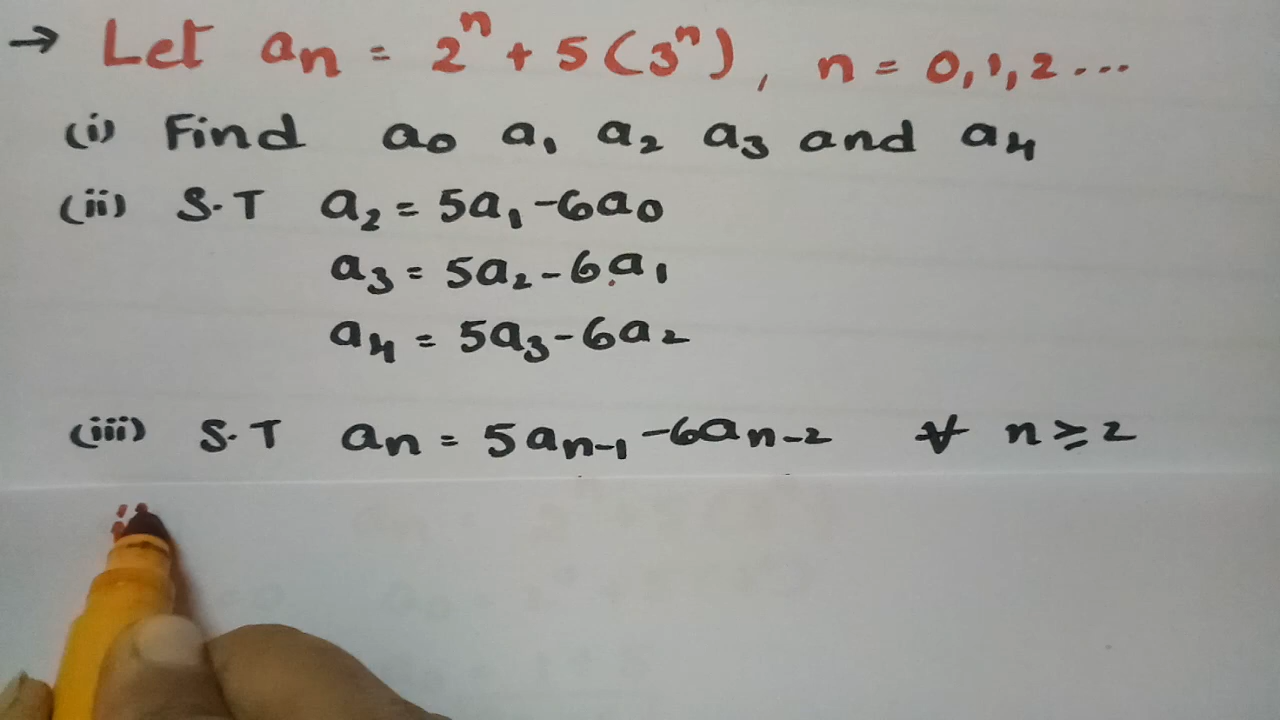 → Let aₙ = 2ⁿ + 5(3ⁿ), n = 0,1,2...
(i) Find a₀ a₁ a₂ a₃ and a₄
(ii) S.T a₂ = 5a₁ - 6a₀
a₃ = 5a₂ - 6a₁
a₄ = 5a₃ - 6a₂
(iii) S.T aₙ = 5aₙ₋₁ - 6aₙ₋₂ ∀ n ≥ 2